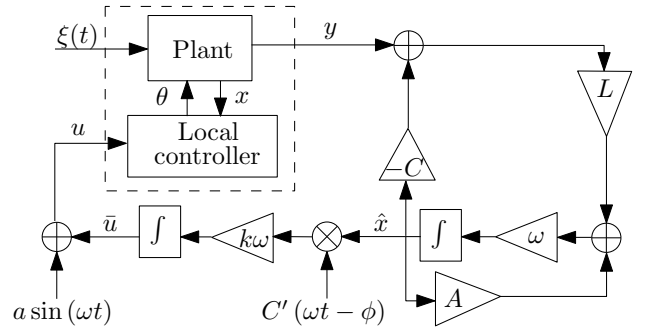 ξ(t)
Plant
y
θ
x
L
u
Local
controller
−C
ū
∫
kω
x̂
∫
ω
A
a sin (ωt)
C′ (ωt − ϕ)